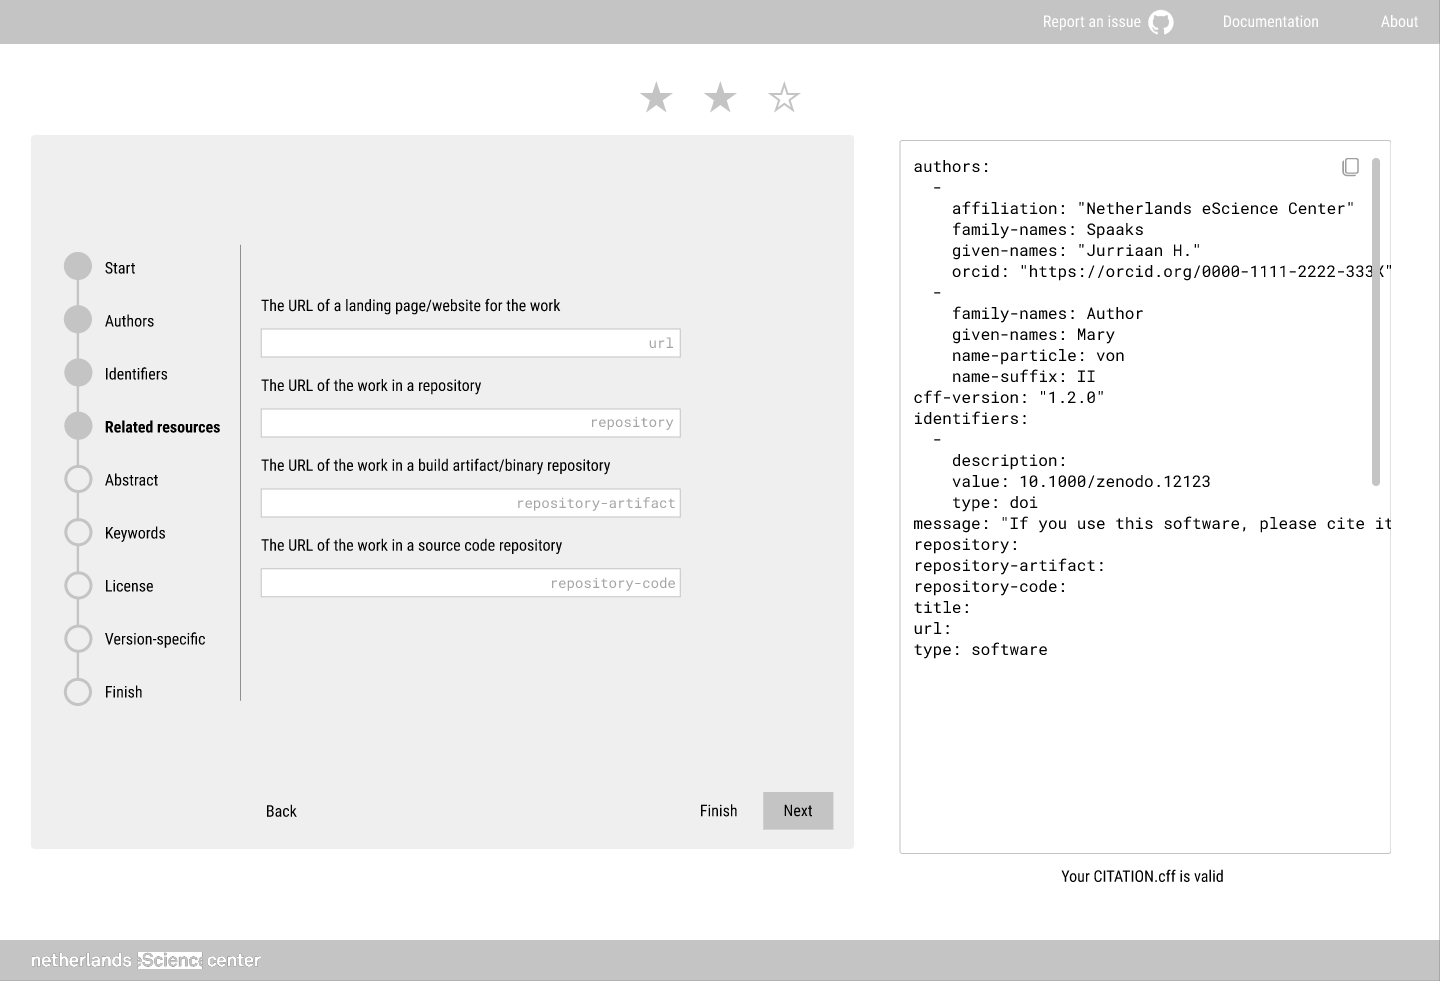 Report an issue
Documentation
About
Start
Authors
Identifiers
Related resources
Abstract
Keywords
License
Version-specific
Finish
The URL of a landing page/website for the work
url
The URL of the work in a repository
repository
The URL of the work in a build artifact/binary repository
repository-artifact
The URL of the work in a source code repository
repository-code
Back
Finish
Next
authors:
-
affiliation: "Netherlands eScience Center"
family-names: Spaaks
given-names: "Jurriaan H."
orcid: "https://orcid.org/0000-1111-2222-333X"
-
family-names: Author
given-names: Mary
name-particle: von
name-suffix: II
cff-version: "1.2.0"
identifiers:
-
description:
value: 10.1000/zenodo.12123
type: doi
message: "If you use this software, please cite it
repository:
repository-artifact:
repository-code:
title:
url:
type: software
Your CITATION.cff is valid
netherlands eScience center